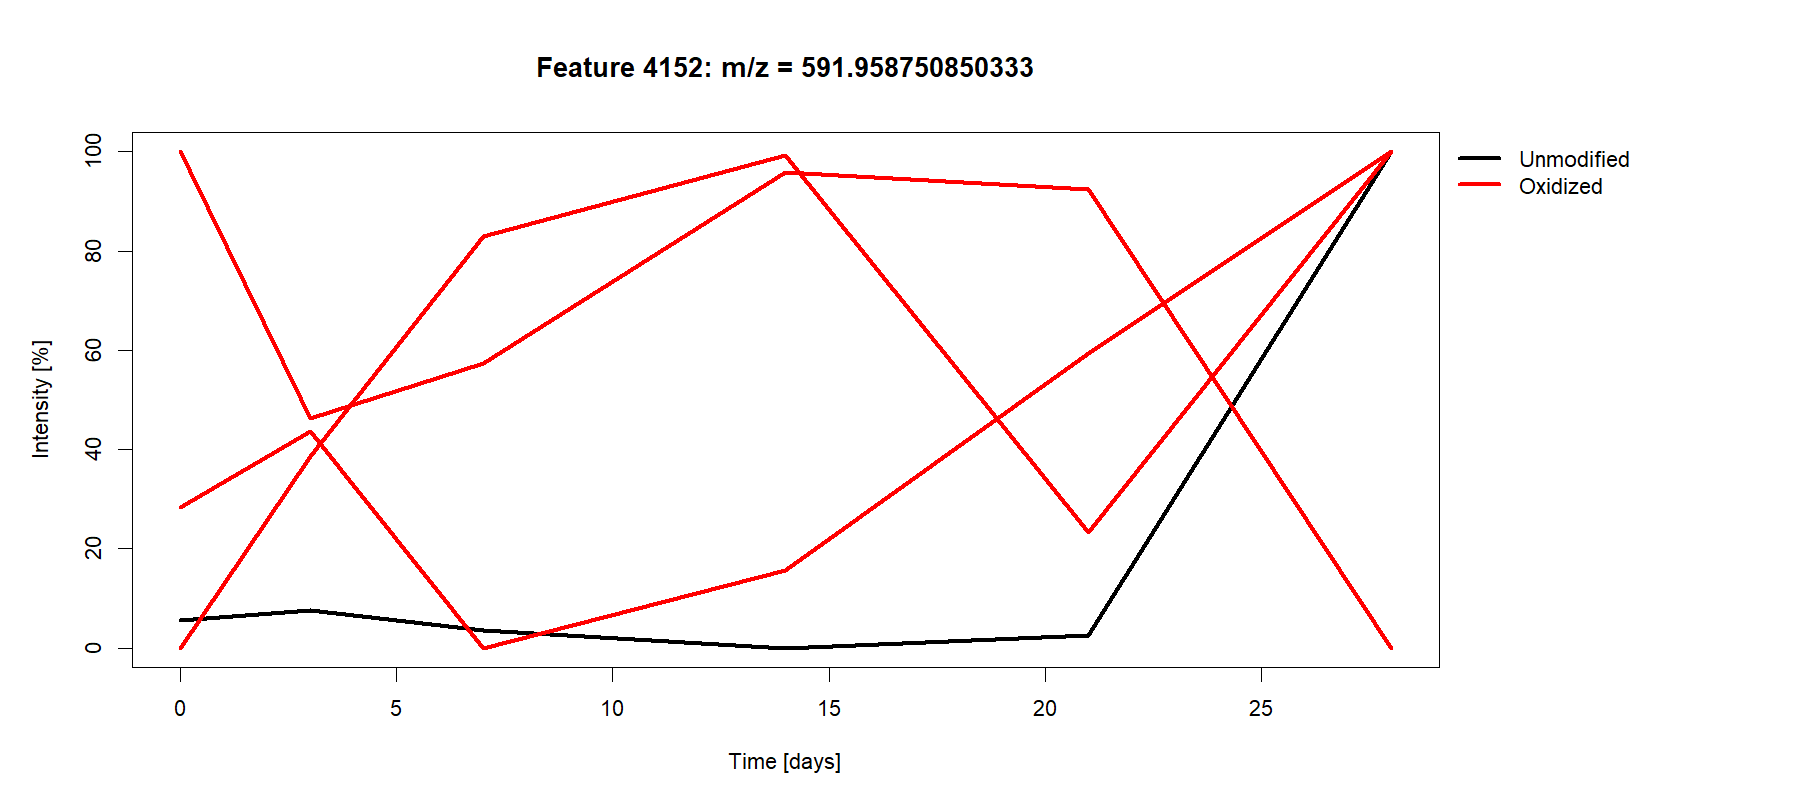 Feature 4152: m/z = 591.958750850333
Unmodified
Oxidized
Intensity [%]
100
80
60
40
20
0
0 5 10 15 20 25
Time [days]